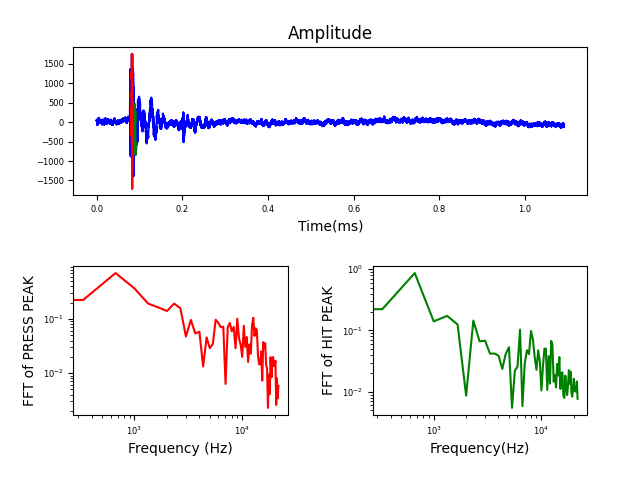 Amplitude
1500
1000
500
0
−500
−1000
−1500
0.0 0.2 0.4 0.6 0.8 1.0
Time(ms)
FFT of PRESS PEAK
10⁻¹
10⁻²
10³ 10⁴
Frequency (Hz)
FFT of HIT PEAK
10⁰
10⁻¹
10⁻²
10³ 10⁴
Frequency(Hz)